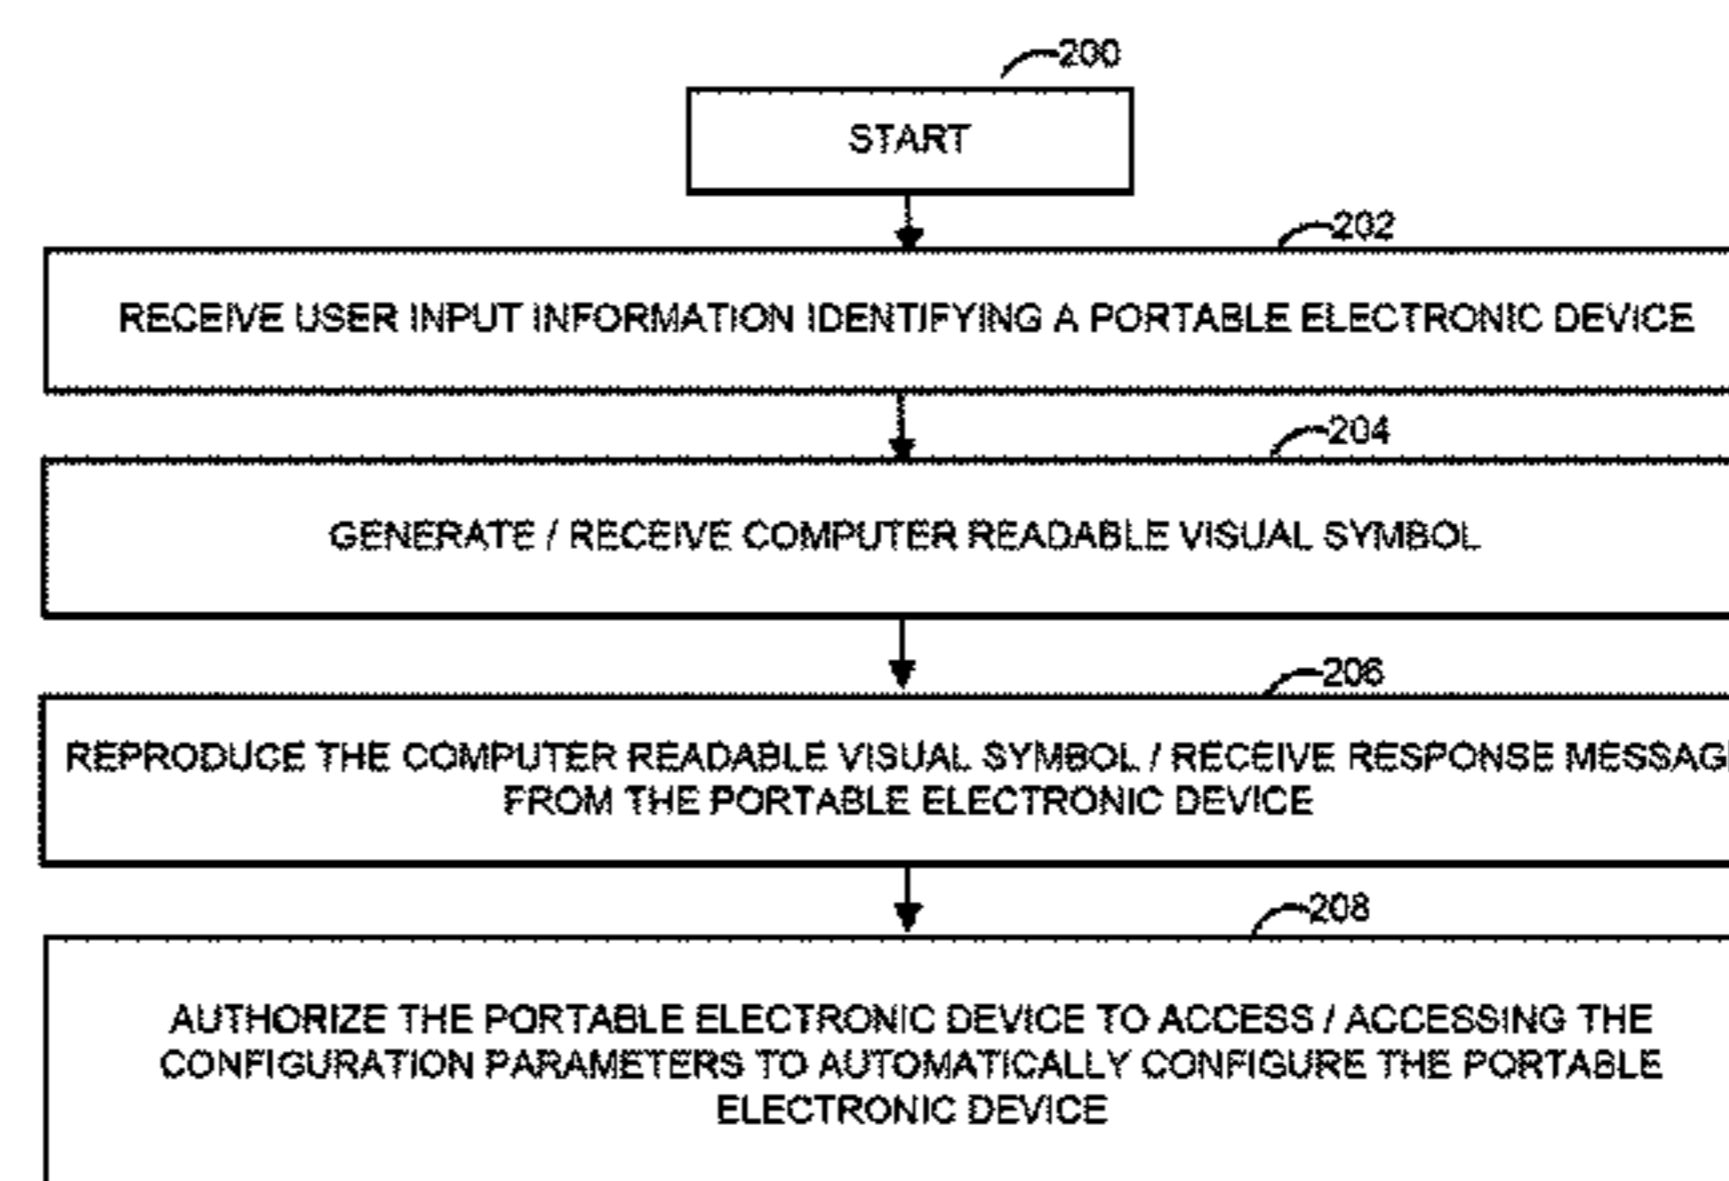 200
START
202
RECEIVE USER INPUT INFORMATION IDENTIFYING A PORTABLE ELECTRONIC DEVICE
204
GENERATE / RECEIVE COMPUTER READABLE VISUAL SYMBOL
206
REPRODUCE THE COMPUTER READABLE VISUAL SYMBOL / RECEIVE RESPONSE MESSAGE
FROM THE PORTABLE ELECTRONIC DEVICE
208
AUTHORIZE THE PORTABLE ELECTRONIC DEVICE TO ACCESS / ACCESSING THE
CONFIGURATION PARAMETERS TO AUTOMATICALLY CONFIGURE THE PORTABLE
ELECTRONIC DEVICE